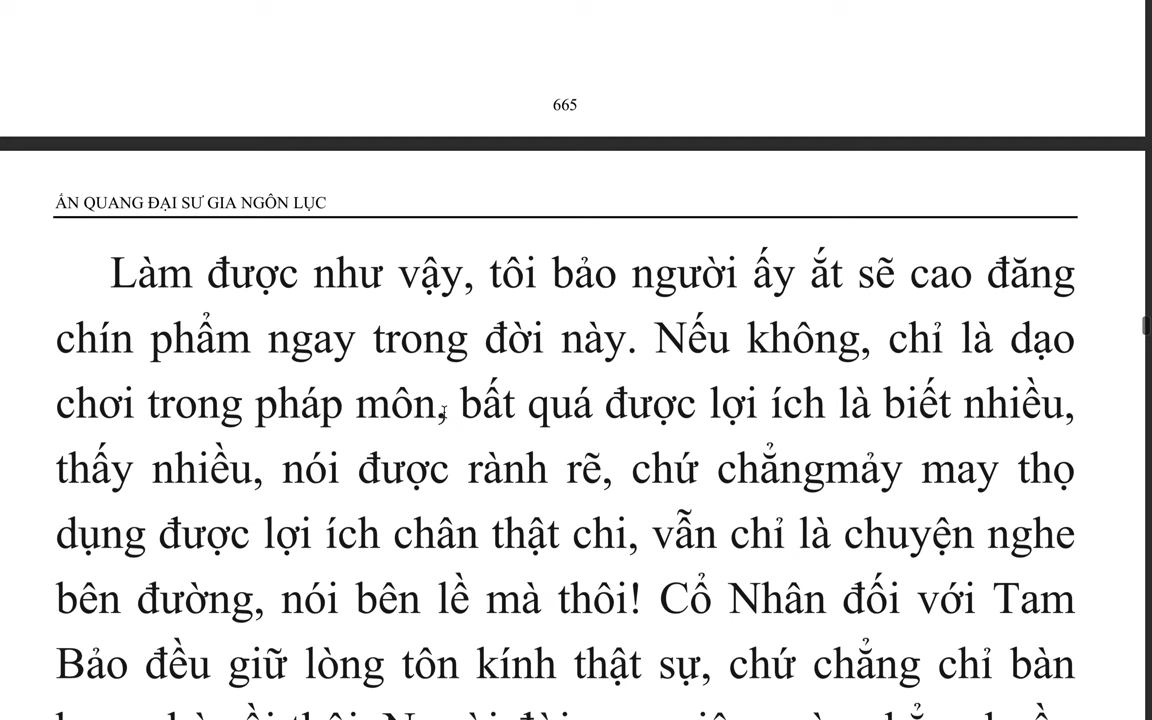 665
ẤN QUANG ĐẠI SƯ GIA NGÔN LỤC
Làm được như vậy, tôi bảo người ấy ắt sẽ cao đăng
chín phẩm ngay trong đời này. Nếu không, chỉ là dạo
chơi trong pháp môn, bất quá được lợi ích là biết nhiều,
thấy nhiều, nói được rành rẽ, chứ chẳngmảy may thọ
dụng được lợi ích chân thật chi, vẫn chỉ là chuyện nghe
bên đường, nói bên lề mà thôi! Cổ Nhân đối với Tam
Bảo đều giữ lòng tôn kính thật sự, chứ chẳng chỉ bàn